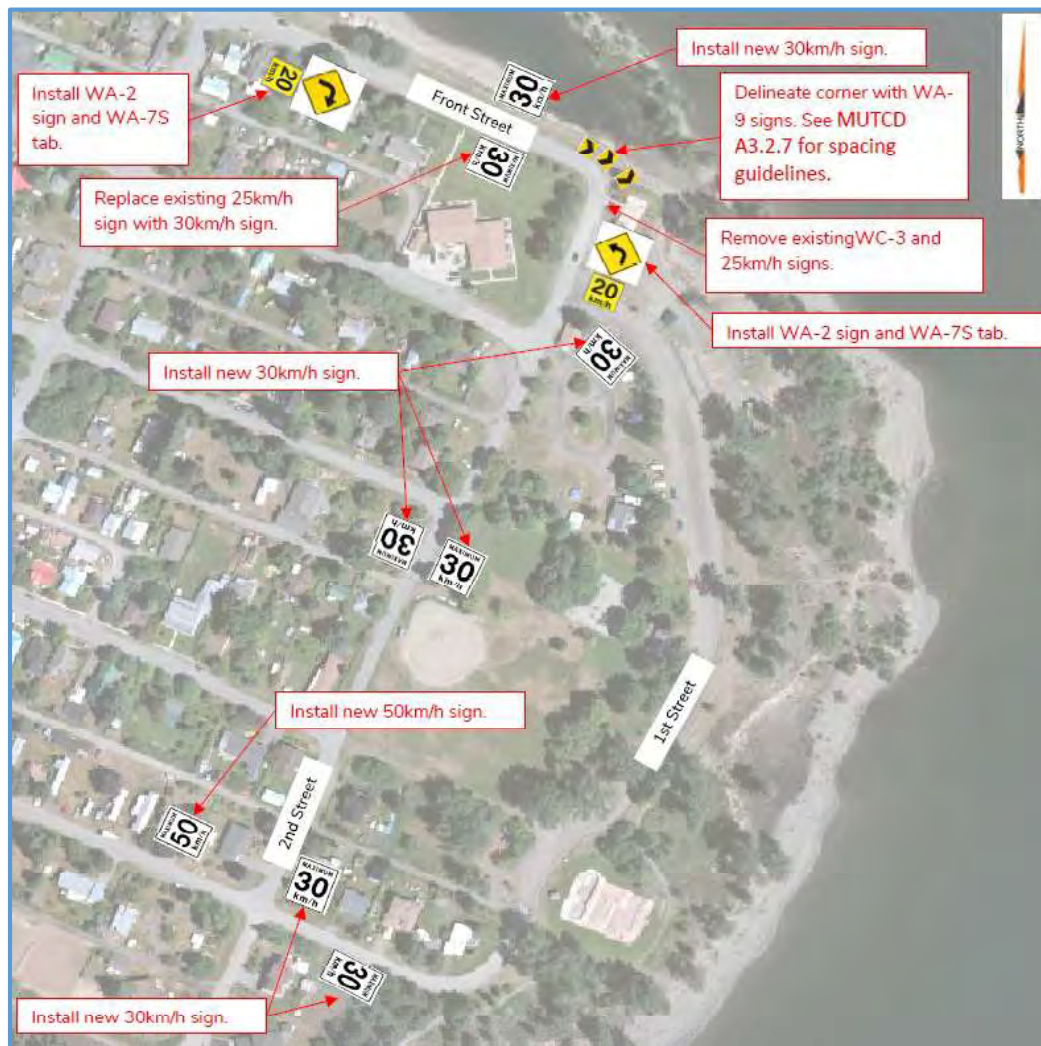 Install new 30km/h sign.
MAXIMUM
30
km/h
20
km/h
Install WA-2
sign and WA-7S
tab.
Front Street
Delineate corner with WA-
9 signs. See MUTCD
A3.2.7 for spacing
guidelines.
NORTH
MAXIMUM
30
km/h
Replace existing 25km/h
sign with 30km/h sign.
Remove existingWC-3 and
25km/h signs.
20
km/h
Install WA-2 sign and WA-7S tab.
MAXIMUM
30
km/h
Install new 30km/h sign.
MAXIMUM
30
km/h
MAXIMUM
30
km/h
1st Street
Install new 50km/h sign.
MAXIMUM
50
km/h
2nd Street
MAXIMUM
30
km/h
MAXIMUM
30
km/h
Install new 30km/h sign.